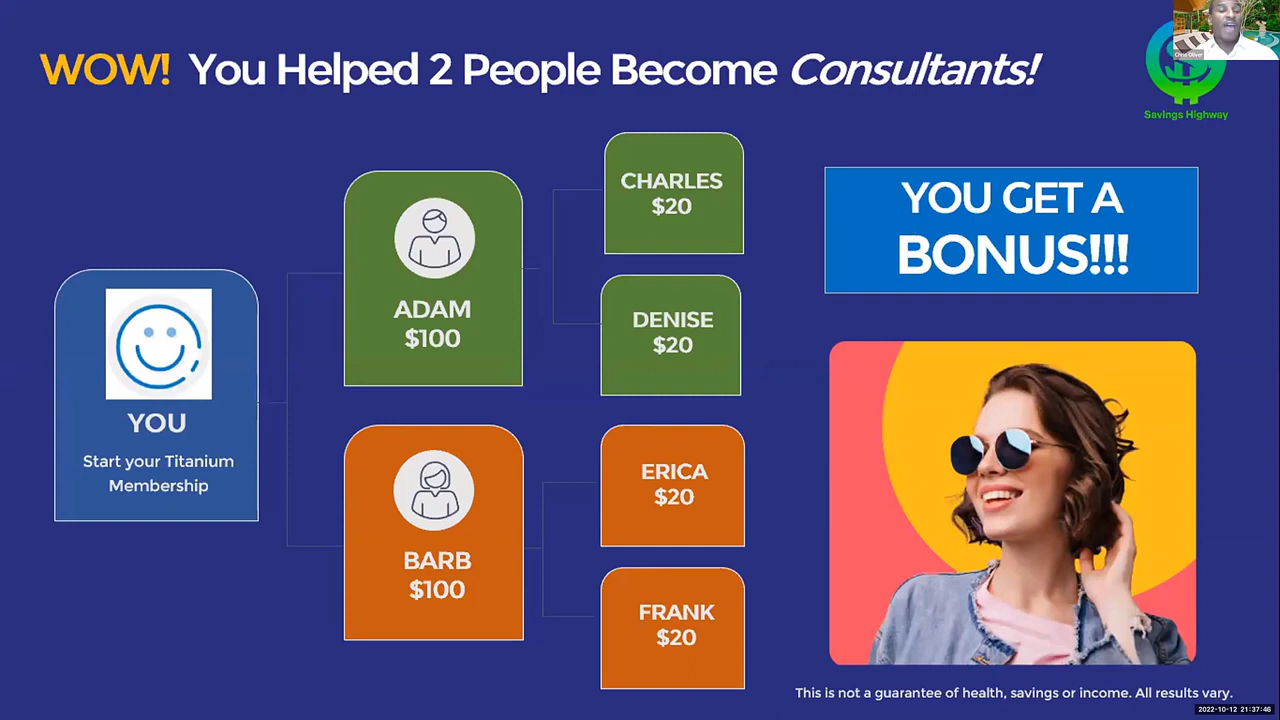 WOW! You Helped 2 People Become Consultants!
Chris Oliver
Savings Highway
YOU
Start your Titanium
Membership
ADAM
$100
BARB
$100
CHARLES
$20
DENISE
$20
ERICA
$20
FRANK
$20
YOU GET A
BONUS!!!
This is not a guarantee of health, savings or income. All results vary.
2022-10-12 21:37:46